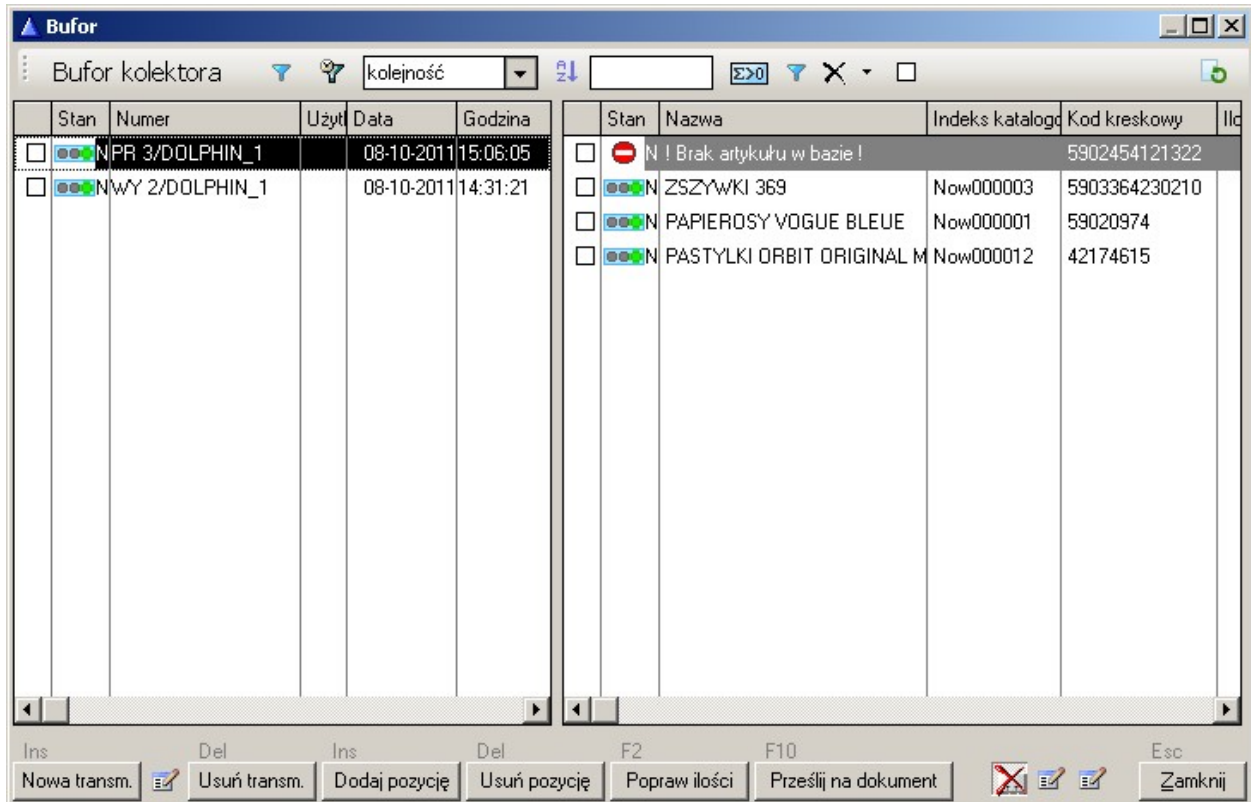 Bufor
Bufor kolektora kolejność A Z Σ>0
Stan Numer Użytl Data Godzina
N PR 3/DOLPHIN_1 08-10-2011 15:06:05
N WY 2/DOLPHIN_1 08-10-2011 14:31:21
Stan Nazwa Indeks katalogo Kod kreskowy Ilo
N ! Brak artykułu w bazie ! 5902454121322
N ZSZYWKI 369 Now000003 5903364230210
N PAPIEROSY VOGUE BLEUE Now000001 59020974
N PASTYLKI ORBIT ORIGINAL M Now000012 42174615
Ins Del Ins Del F2 F10 Esc
Nowa transm. Usuń transm. Dodaj pozycję Usuń pozycję Popraw ilości Prześlij na dokument Zamknij